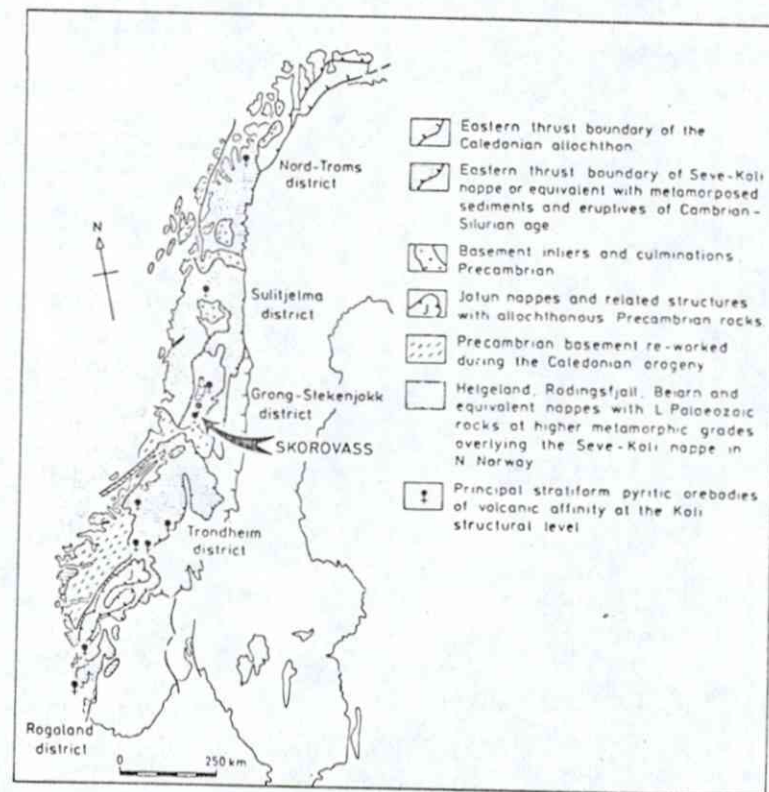 Nord-Troms
district
N
Sulitjelma
district
Grong-Stekenjokk
district
SKOROVASS
Trondheim
district
Rogaland
district
0 250 km
Eastern thrust boundary of the
Caledonian allochthon
Eastern thrust boundary of Seve-Koli
nappe or equivalent with metamorposed
sediments and eruptives of Cambrian-
Silurian age
Basement inliers and culminations
Precambrian
J
Jotun nappes and related structures
with allochthonous Precambrian rocks
Precambrian basement re-worked
during the Caledonian orogeny
Helgeland, Rodingsfjall, Beiarn and
equivalent nappes with L Palaeozoic
rocks at higher metamorphic grades
overlying the Seve-Koli nappe in
N Norway
Principal stratiform pyritic orebodies
of volcanic affinity at the Koli
structural level